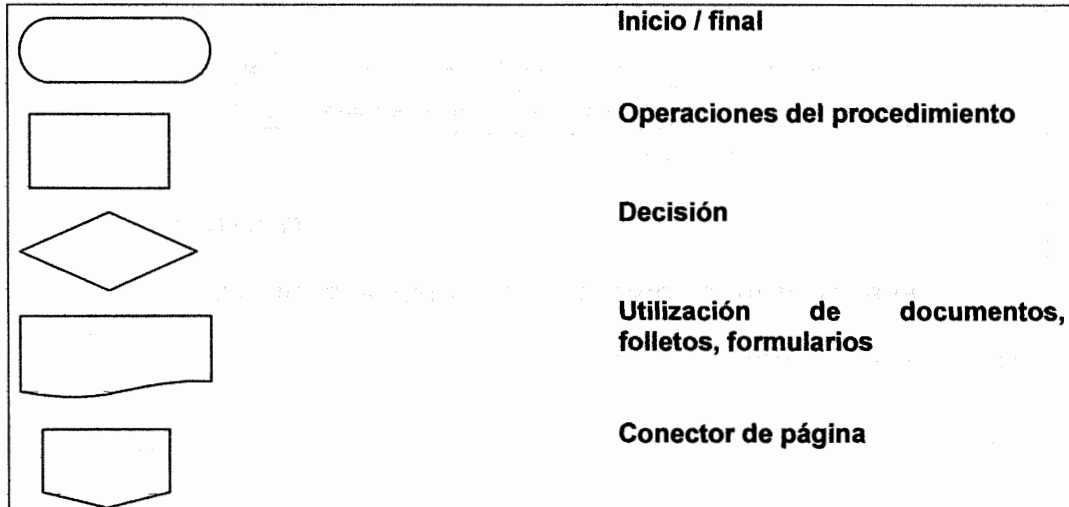 Inicio / final
Operaciones del procedimiento
Decisión
Utilización de documentos,
folletos, formularios
Conector de página